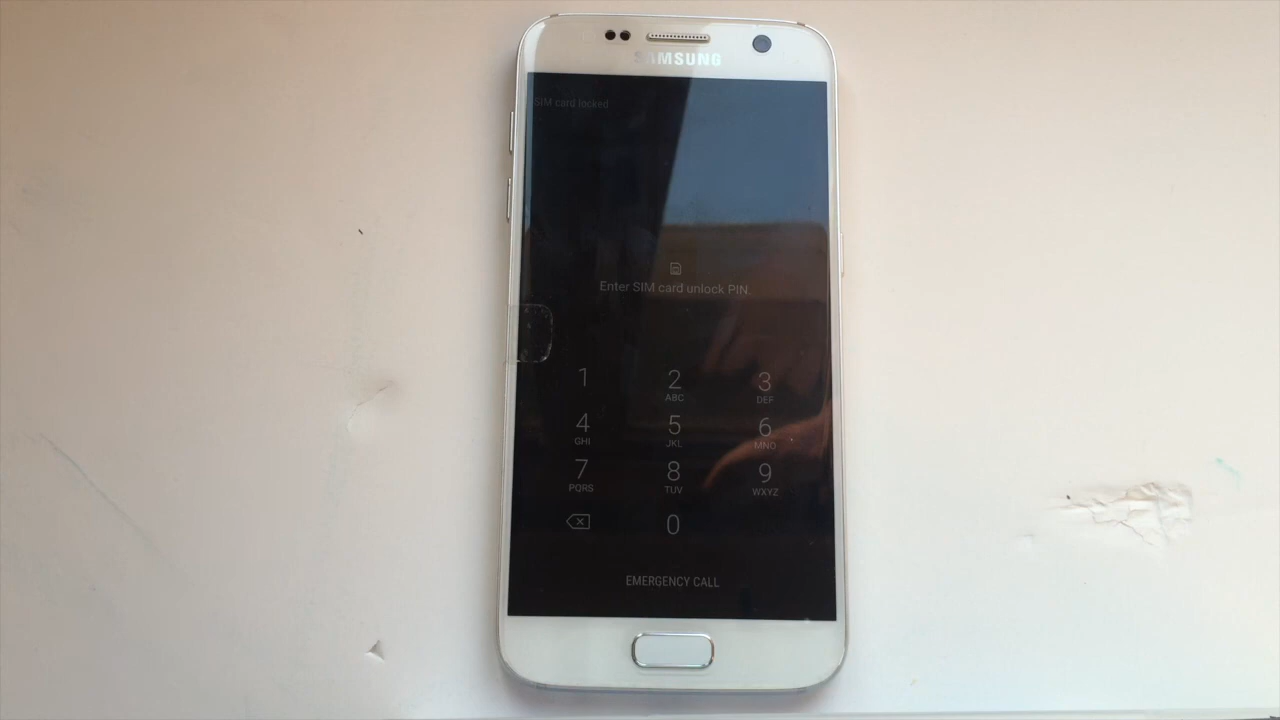 SAMSUNG
SIM card locked
Enter SIM card unlock PIN.
1 2 3
ABC DEF
4 5 6
GHI JKL MNO
7 8 9
PQRS TUV WXYZ
0
EMERGENCY CALL